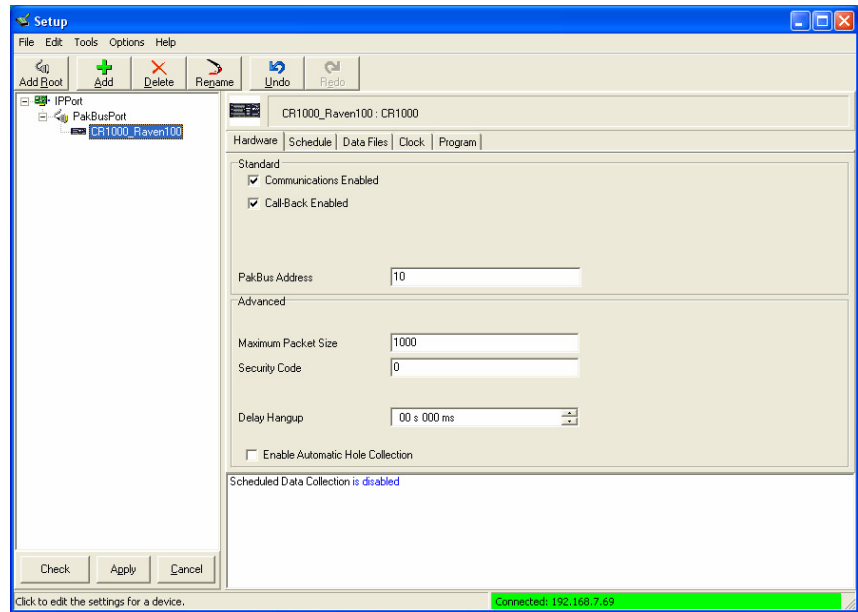 Setup
File Edit Tools Options Help
Add Root Add Delete Rename Undo Redo
IPPort
PakBusPort
CR1000_Raven100
CR1000_Raven100 : CR1000
Hardware Schedule Data Files Clock Program
Standard
Communications Enabled
Call-Back Enabled
PakBus Address 10
Advanced
Maximum Packet Size 1000
Security Code 0
Delay Hangup 00 s 000 ms
Enable Automatic Hole Collection
Scheduled Data Collection is disabled
Check Apply Cancel
Click to edit the settings for a device. Connected: 192.168.7.69